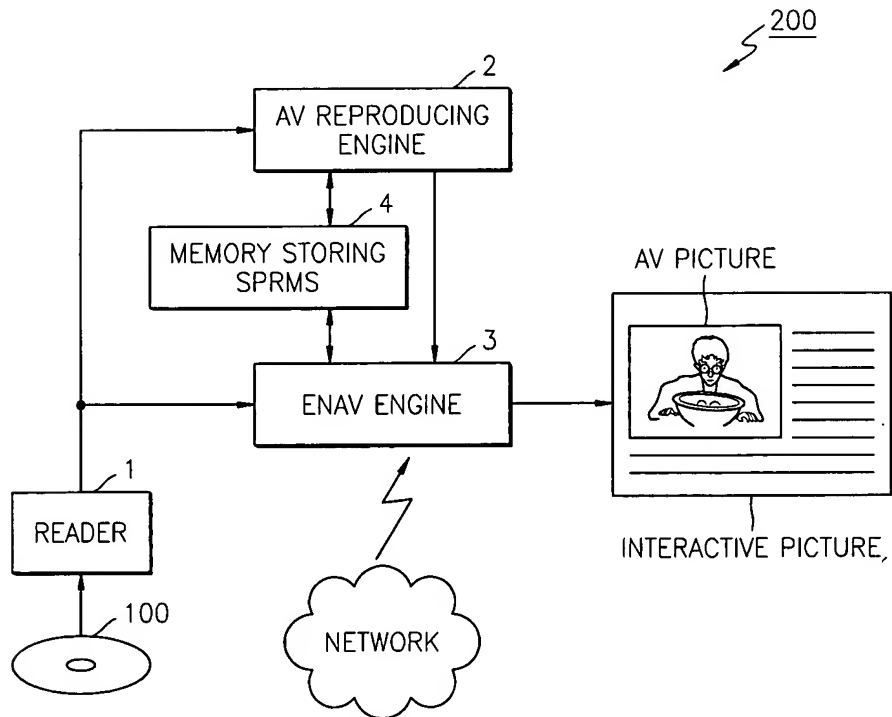 200
2
AV REPRODUCING
ENGINE
4
MEMORY STORING
SPRMS
AV PICTURE
3
ENAV ENGINE
1
READER
INTERACTIVE PICTURE
100
NETWORK